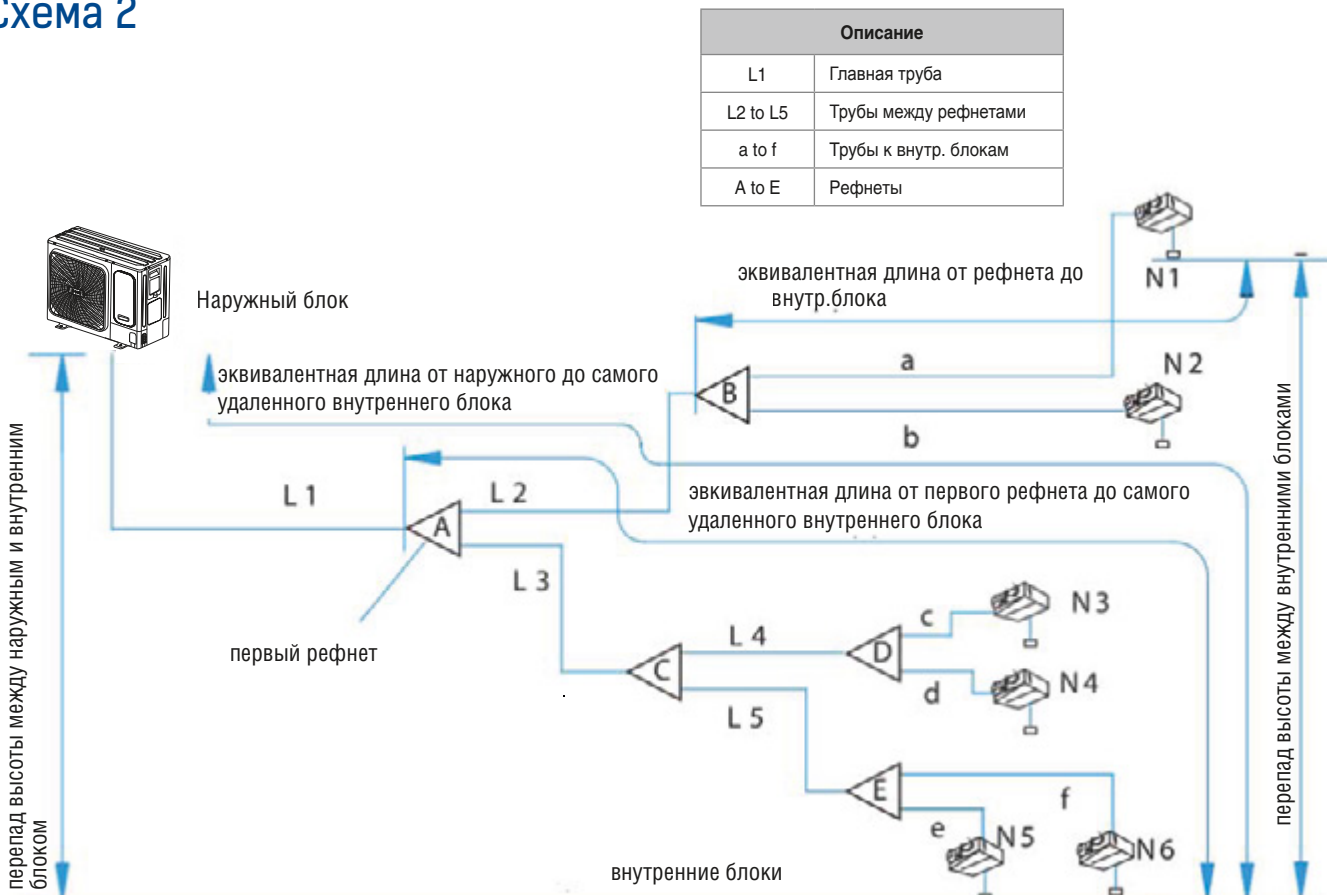 Схема 2
Описание
L1 Главная труба
L2 to L5 Трубы между рефнетами
a to f Трубы к внутр. блокам
A to E Рефнеты
Наружный блок
эквивалентная длина от рефнета до
внутр.блока
N1
эквивалентная длина от наружного до самого
удаленного внутреннего блока
B
a
N2
b
L 1
A
L 2
эвкивалентная длина от первого рефнета до самого
удаленного внутреннего блока
L 3
первый рефнет
C
L 4
D
c
N3
d
N4
L 5
E
f
e
N5
N6
внутренние блоки
перепад высоты между наружным и внутренним
блоком
перепад высоты между внутренними блоками